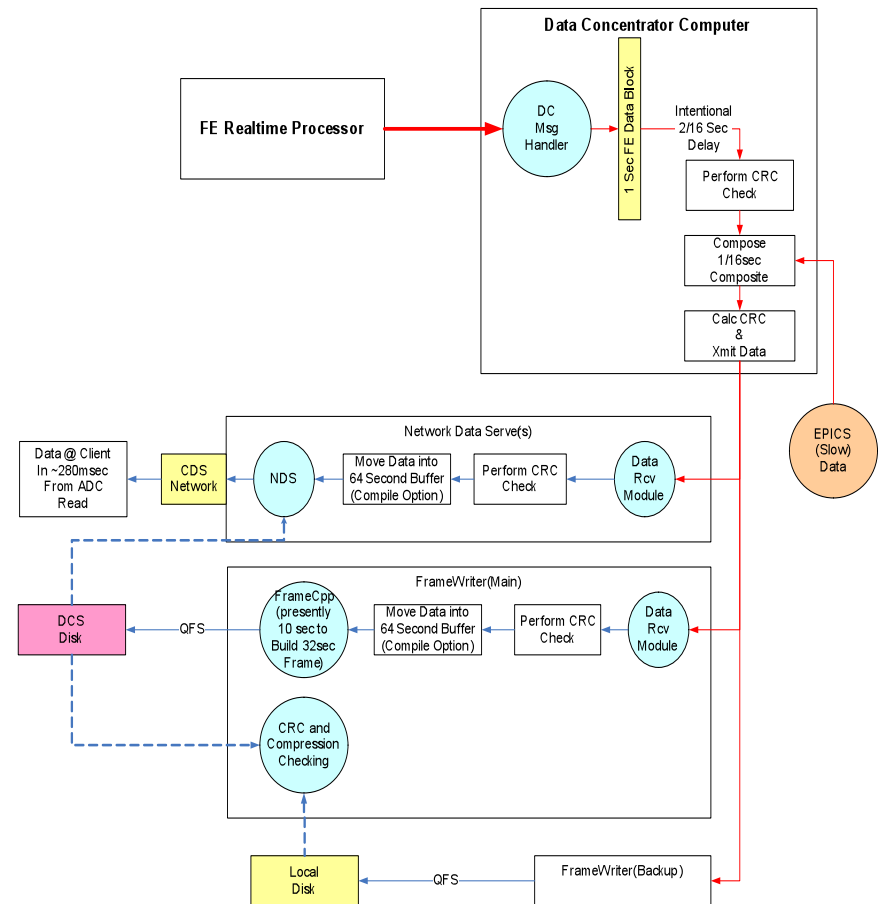 Data Concentrator Computer
FE Realtime Processor
DC
Msg
Handler
1 Sec FE Data Block
Intentional
2/16 Sec
Delay
Perform CRC
Check
Compose
1/16sec
Composite
Calc CRC
&
Xmit Data
EPICS
(Slow)
Data
Network Data Serve(s)
Data @ Client
In ~280msec
From ADC
Read
CDS
Network
NDS
Move Data into
64 Second Buffer
(Compile Option)
Perform CRC
Check
Data
Rcv
Module
FrameWriter(Main)
DCS
Disk
QFS
FrameCpp
(presently
10 sec to
Build 32sec
Frame)
Move Data into
64 Second Buffer
(Compile Option)
Perform CRC
Check
Data
Rcv
Module
CRC and
Compression
Checking
Local
Disk
QFS
FrameWriter(Backup)